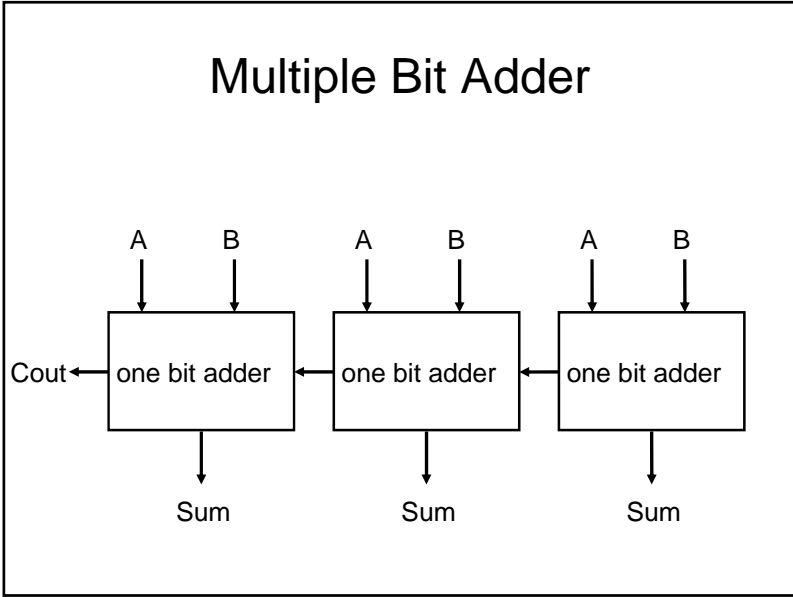 Multiple Bit Adder
A B A B A B
Cout one bit adder one bit adder one bit adder
Sum Sum Sum